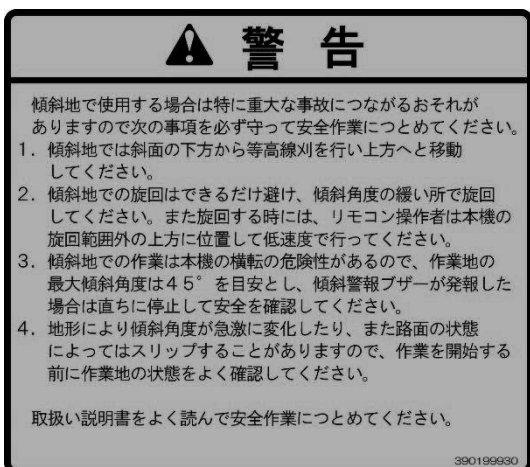 警告
傾斜地で使用する場合は特に重大な事故につながるおそれが
ありますので次の事項を必ず守って安全作業につとめてください。
1. 傾斜地では斜面の下方から等高線刈を行い上方へと移動
してください。
2. 傾斜地での旋回はできるだけ避け、傾斜角度の緩い所で旋回
してください。また旋回する時には、リモコン操作者は本機の
旋回範囲外の上方に位置して低速度で行ってください。
3. 傾斜地での作業は本機の横転の危険性があるので、作業地の
最大傾斜角度は45°を目安とし、傾斜警報ブザーが発報した
場合は直ちに停止して安全を確認してください。
4. 地形により傾斜角度が急激に変化したり、また路面の状態
によってはスリップすることがありますので、作業を開始する
前に作業地の状態をよく確認してください。
取扱い説明書をよく読んで安全作業につとめてください。
390199930